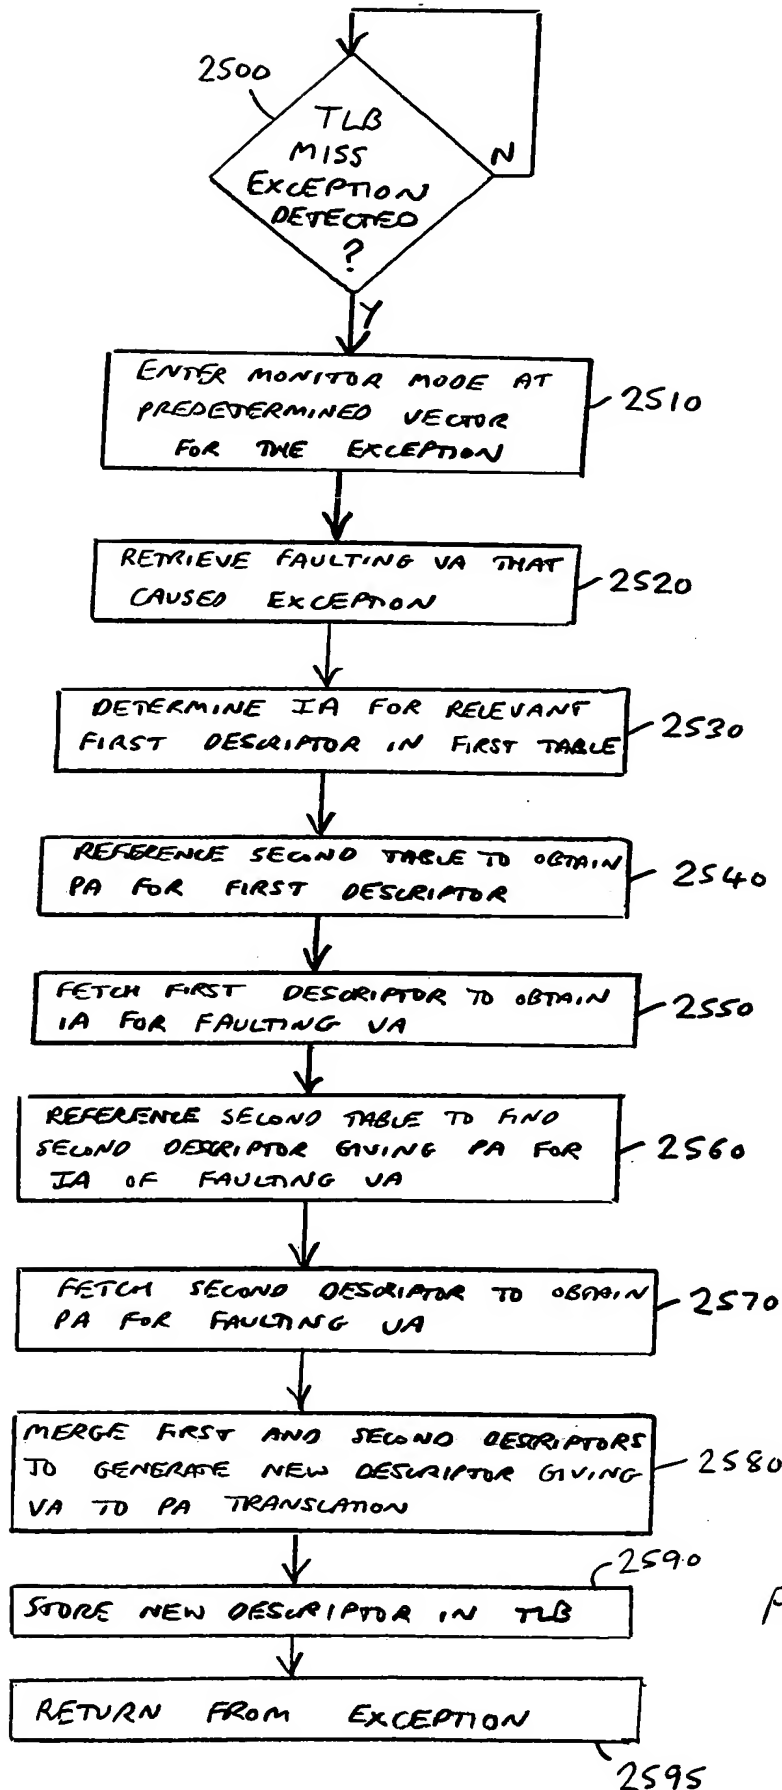 2500
TLB
MISS
EXCEPTION
DETECTED
?
N
Y
ENTER MONITOR MODE AT
PREDETERMINED VECTOR
FOR THE EXCEPTION
2510
RETRIEVE FAULTING VA THAT
CAUSED EXCEPTION
2520
DETERMINE IA FOR RELEVANT
FIRST DESCRIPTOR IN FIRST TABLE
2530
REFERENCE SECOND TABLE TO OBTAIN
PA FOR FIRST DESCRIPTOR
2540
FETCH FIRST DESCRIPTOR TO OBTAIN
IA FOR FAULTING VA
2550
REFERENCE SECOND TABLE TO FIND
SECOND DESCRIPTOR GIVING PA FOR
IA OF FAULTING VA
2560
FETCH SECOND DESCRIPTOR TO OBTAIN
PA FOR FAULTING VA
2570
MERGE FIRST AND SECOND DESCRIPTORS
TO GENERATE NEW DESCRIPTOR GIVING
VA TO PA TRANSLATION
2580
2590
STORE NEW DESCRIPTOR IN TLB
RETURN FROM EXCEPTION
2595